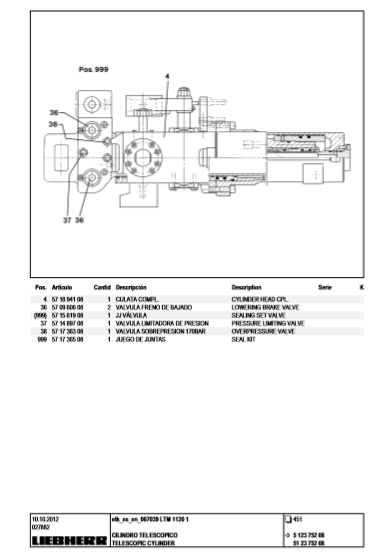 Pos.999
4
36
38
37 36
Pos. Artículo Cantid Descripción Description Serie K
4 57 18 941 08 1 CULATA COMPL. CYLINDER HEAD CPL.
36 57 09 606 08 2 VALVULA FRENO DE BAJADO LOWERING BRAKE VALVE
(999) 57 15 619 08 1 JJ VÁLVULA SEALING SET VALVE
37 57 14 897 08 1 VALVULA LIMITADORA DE PRESION PRESSURE LIMITING VALVE
38 57 17 363 08 1 VALVULA SOBREPRESION 170BAR OVERPRESSURE VALVE
999 57 17 365 08 1 JUEGO DE JUNTAS SEAL KIT
10.10.2012 etk_es_en_067039 LTM 1120 1 451
027882
CILINDRO TELESCOPICO -> 5 123 752 08
LIEBHERR TELESCOPIC CYLINDER 51 23 752 08